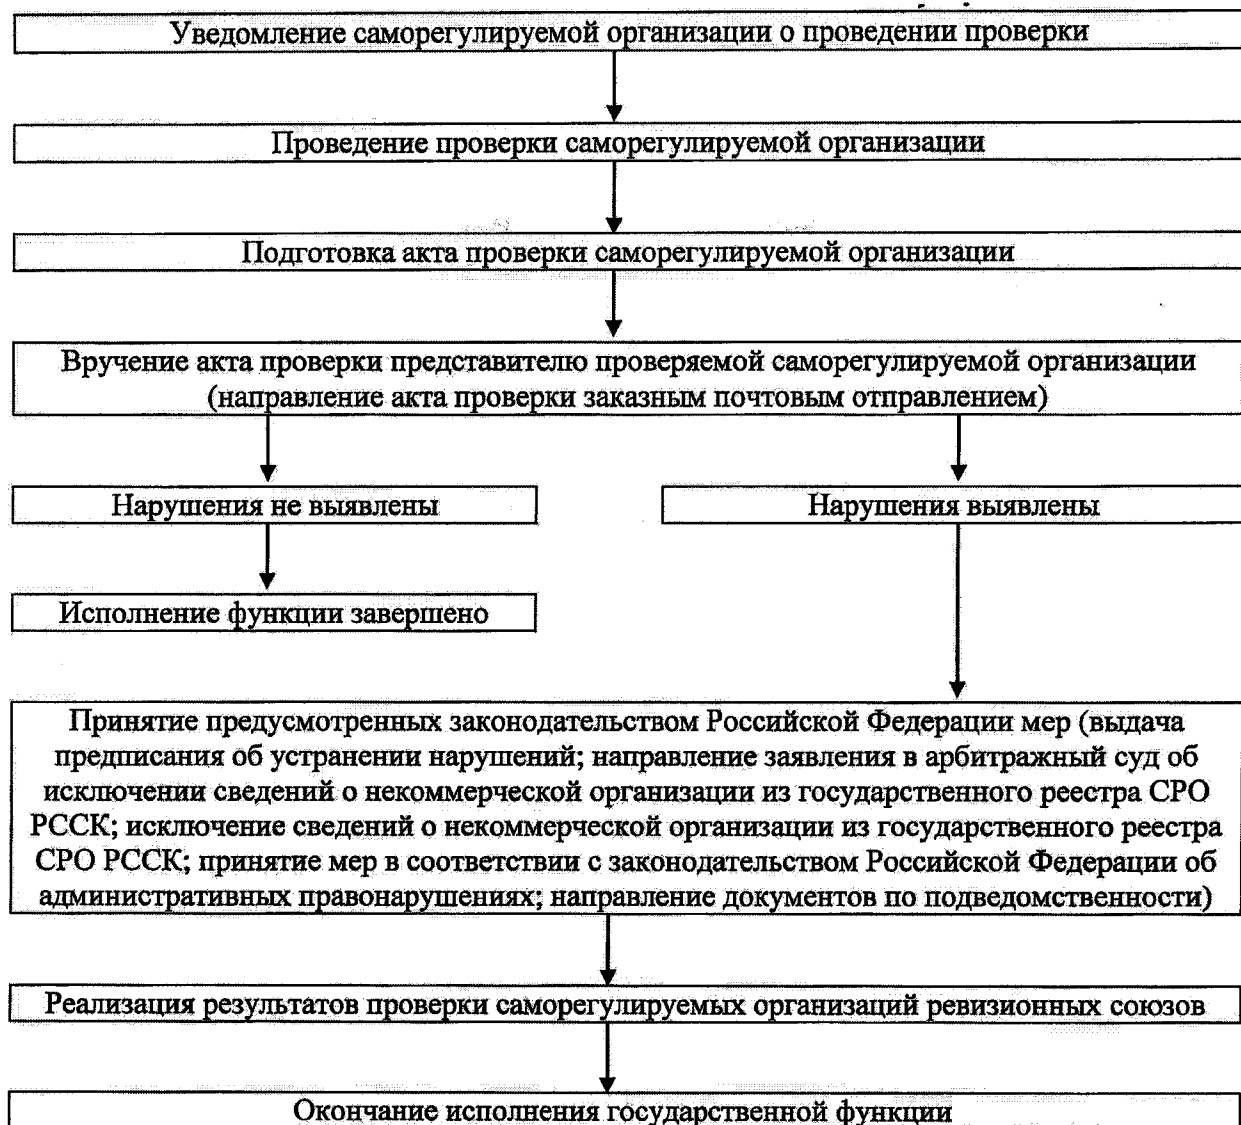 Уведомление саморегулируемой организации о проведении проверки
Проведение проверки саморегулируемой организации
Подготовка акта проверки саморегулируемой организации
Вручение акта проверки представителю проверяемой саморегулируемой организации
(направление акта проверки заказным почтовым отправлением)
Нарушения не выявлены
Нарушения выявлены
Исполнение функции завершено
Принятие предусмотренных законодательством Российской Федерации мер (выдача
предписания об устранении нарушений; направление заявления в арбитражный суд об
исключении сведений о некоммерческой организации из государственного реестра СРО
РССК; исключение сведений о некоммерческой организации из государственного реестра
СРО РССК; принятие мер в соответствии с законодательством Российской Федерации об
административных правонарушениях; направление документов по подведомственности)
Реализация результатов проверки саморегулируемых организаций ревизионных союзов
Окончание исполнения государственной функции